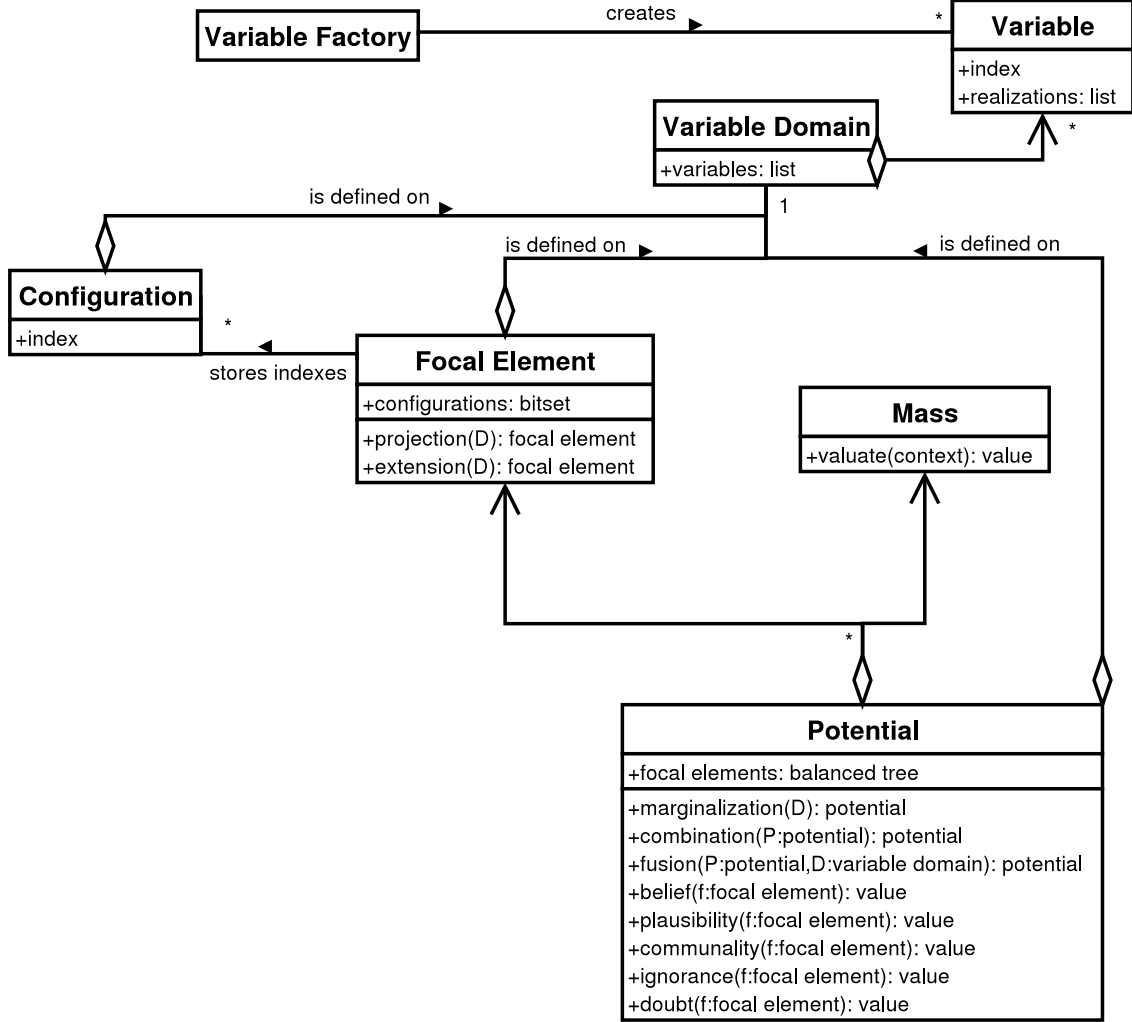 creates
*
Variable Factory
Variable
+index
+realizations: list
*
Variable Domain
+variables: list
1
is defined on
is defined on
is defined on
Configuration
+index
*
stores indexes
Focal Element
+configurations: bitset
+projection(D): focal element
+extension(D): focal element
Mass
+valuate(context): value
*
Potential
+focal elements: balanced tree
+marginalization(D): potential
+combination(P:potential): potential
+fusion(P:potential,D:variable domain): potential
+belief(f:focal element): value
+plausibility(f:focal element): value
+communality(f:focal element): value
+ignorance(f:focal element): value
+doubt(f:focal element): value